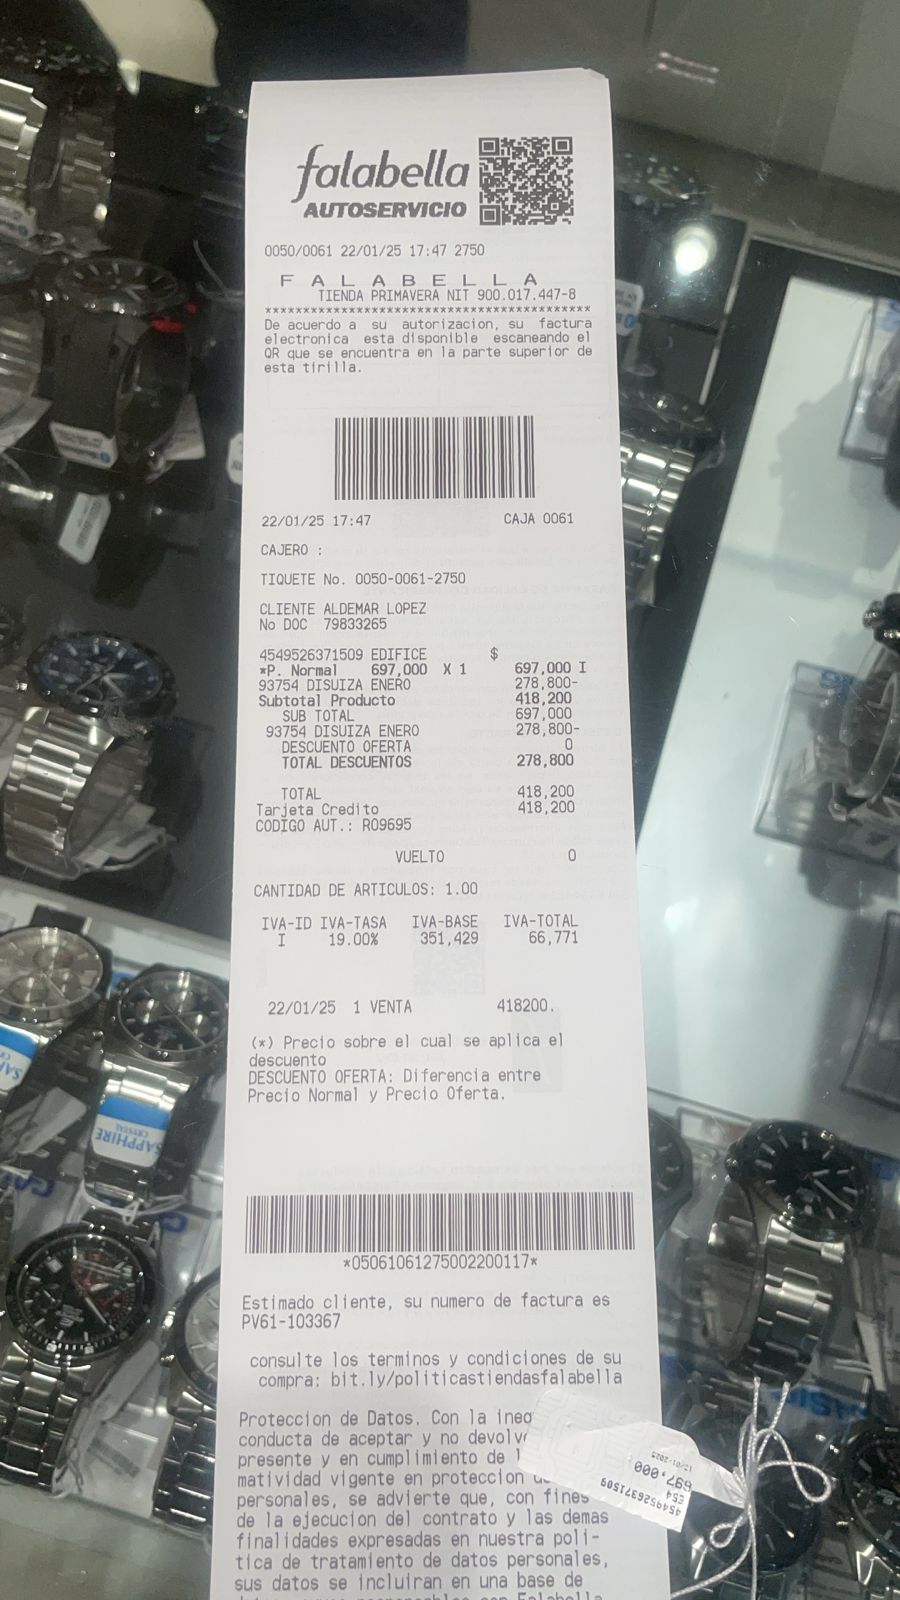 falabella
AUTOSERVICIO
0050/0061 22/01/25 17:47 2750
F A L A B E L L A
TIENDA PRIMAVERA NIT 900.017.447-8
******************************************
De acuerdo a su autorizacion, su factura
electronica esta disponible escaneando el
QR que se encuentra en la parte superior de
esta tirilla.
22/01/25 17:47 CAJA 0061
CAJERO :
TIQUETE No. 0050-0061-2750
CLIENTE ALDEMAR LOPEZ
No DOC 79833265
4549526371509 EDIFICE $
*P. Normal 697,000 X 1 697,000 I
93754 DISUIZA ENERO 278,800-
Subtotal Producto 418,200
SUB TOTAL 697,000
93754 DISUIZA ENERO 278,800-
DESCUENTO OFERTA 0
TOTAL DESCUENTOS 278,800
TOTAL 418,200
Tarjeta Credito 418,200
CODIGO AUT.: R09695
VUELTO 0
CANTIDAD DE ARTICULOS: 1.00
IVA-ID IVA-TASA IVA-BASE IVA-TOTAL
I 19.00% 351,429 66,771
22/01/25 1 VENTA 418200.
(*) Precio sobre el cual se aplica el
descuento
DESCUENTO OFERTA: Diferencia entre
Precio Normal y Precio Oferta.
*05061061275002200117*
Estimado cliente, su numero de factura es
PV61-103367
consulte los terminos y condiciones de su
compra: bit.ly/politicastiendasfalabella
Proteccion de Datos. Con la
conducta de aceptar y no
presente y en cumplimiento de
matividad vigente en proteccion
personales, se advierte que, con fines
de la ejecucion del contrato y las demas
finalidades expresadas en nuestra poli-
tica de tratamiento de datos personales,
sus datos se incluiran en una base de
4549526371509
E54
697,000
SAPPHIRE
CRYSTAL